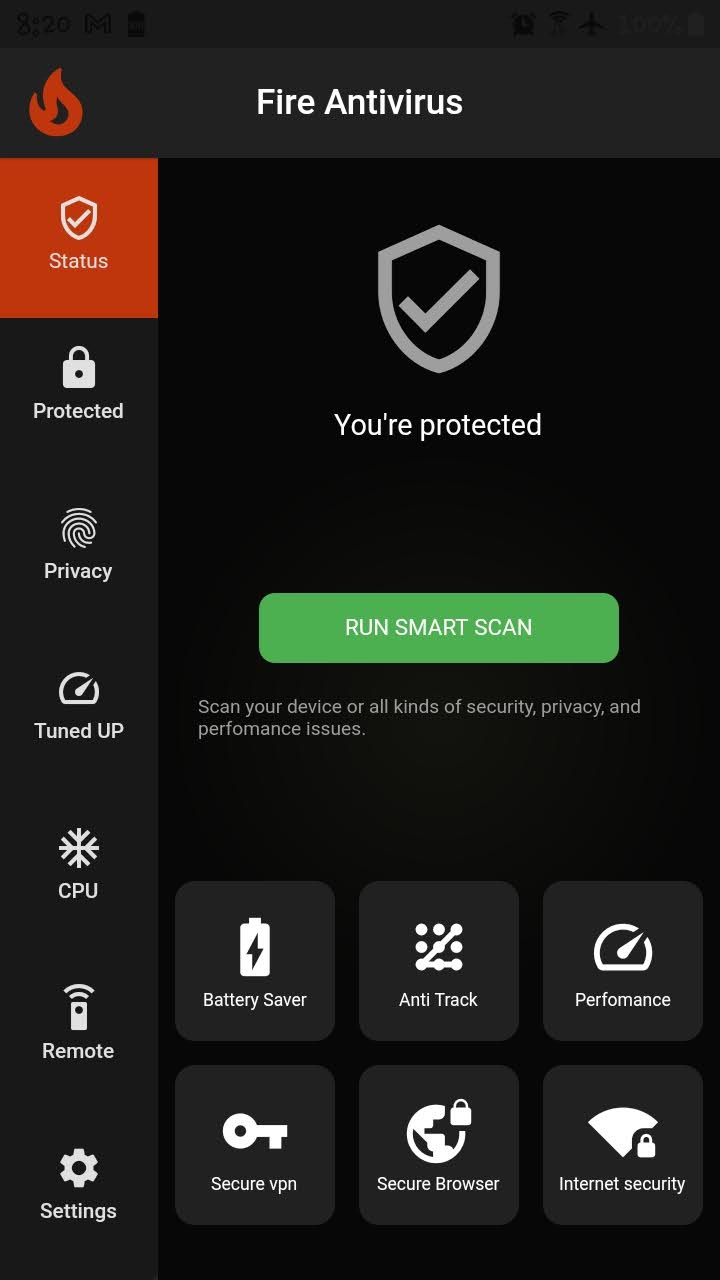 8:20
100%
Fire Antivirus
Status
Protected
Privacy
Tuned UP
CPU
Remote
Settings
You're protected
RUN SMART SCAN
Scan your device or all kinds of security, privacy, and
perfomance issues.
Battery Saver
Anti Track
Perfomance
Secure vpn
Secure Browser
Internet security